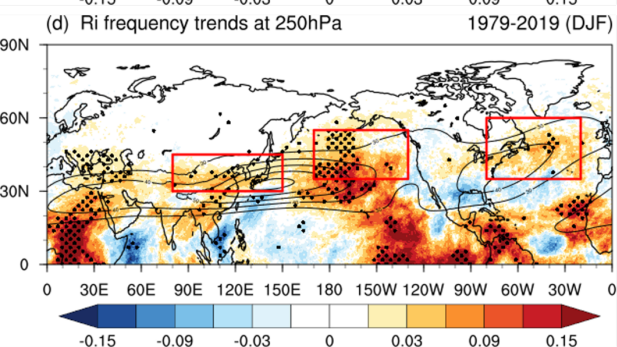 -0.15 -0.09 -0.03 0 0.03 0.09 0.15
(d) Ri frequency trends at 250hPa 1979-2019 (DJF)
90N
60N
30N
0
0 30E 60E 90E 120E 150E 180 150W 120W 90W 60W 30W 0
-0.15 -0.09 -0.03 0 0.03 0.09 0.15